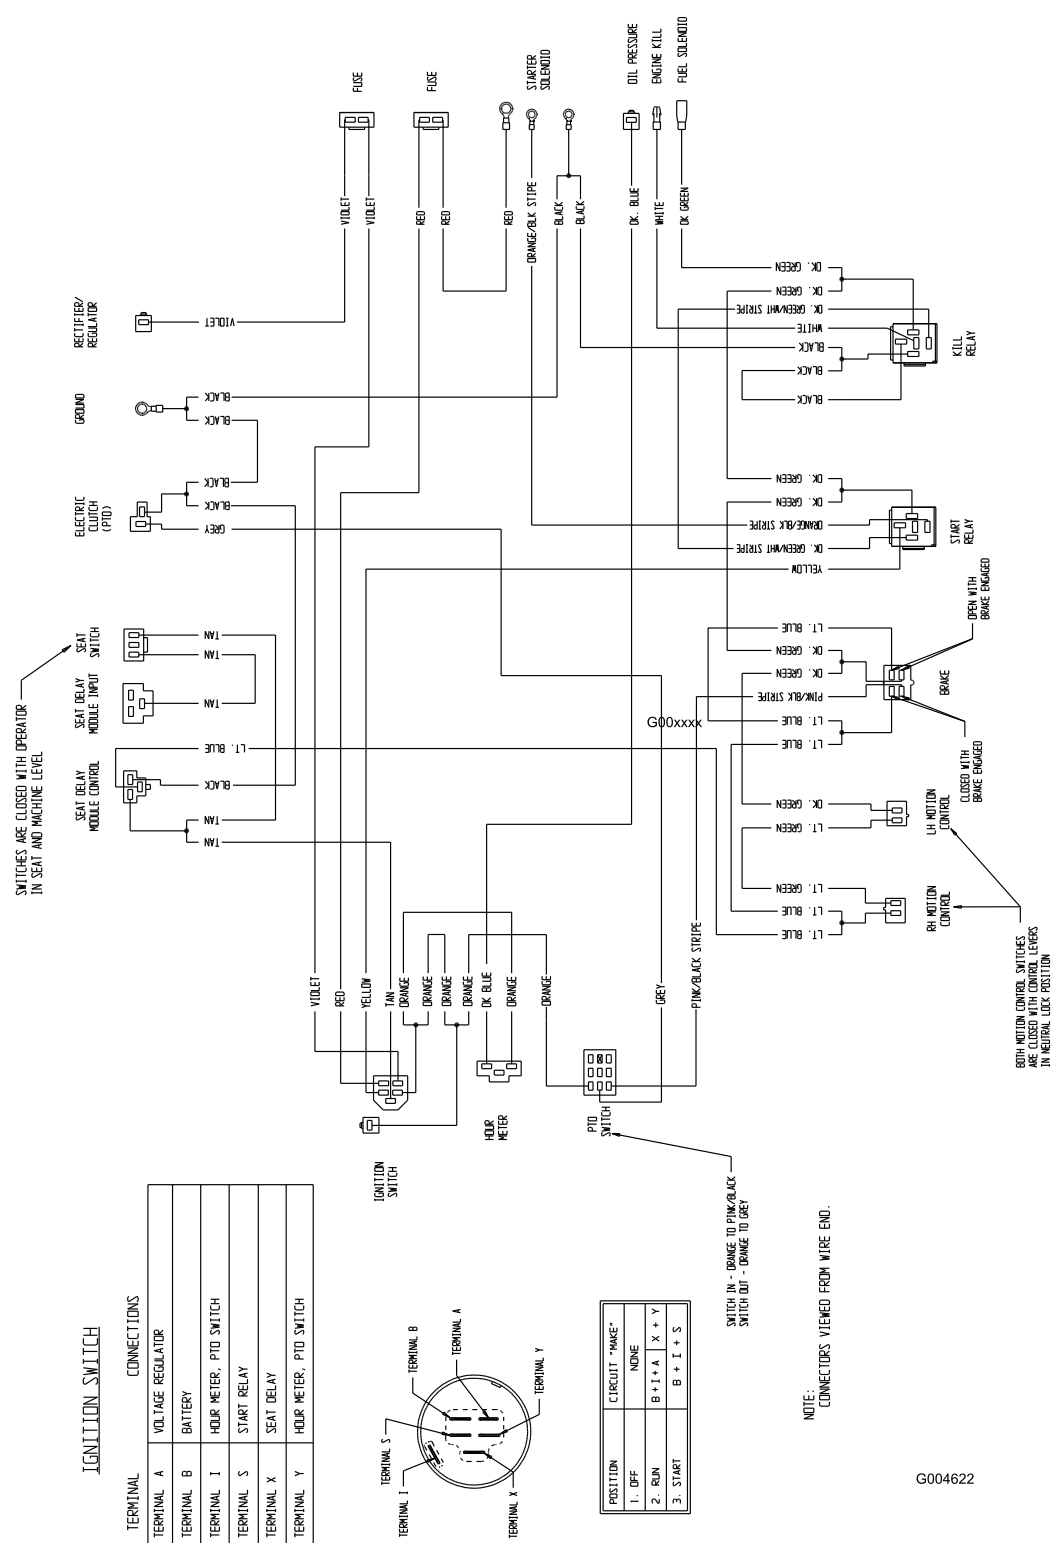 FUSE
FUSE
STARTER
SOLENOID
OIL PRESSURE
ENGINE KILL
FUEL SOLENOID
VIOLET
VIOLET
RED
RED
RED
ORANGE/BLK STIPE
BLACK
BLACK
DK. BLUE
WHITE
DK GREEN
RECTIFIER/
REGULATOR
VIOLET
GROUND
BLACK
BLACK
ELECTRIC
CLUTCH
(PTO)
BLACK
BLACK
GREY
SEAT
SWITCH
TAN
TAN
SEAT DELAY
MODULE INPUT
TAN
SEAT DELAY
MODULE CONTROL
LT. BLUE
BLACK
TAN
TAN
SWITCHES ARE CLOSED WITH OPERATOR
IN SEAT AND MACHINE LEVEL
DK. GREEN
DK. GREEN
DK. GREEN/WHT STRIPE
WHITE
BLACK
BLACK
BLACK
KILL
RELAY
DK. GREEN
DK. GREEN
ORANGE/BLK STRIPE
DK. GREEN/WHT STRIPE
YELLOW
START
RELAY
LT. BLUE
DK. GREEN
DK. GREEN
PINK/BLK STRIPE
LT. BLUE
LT. BLUE
BRAKE
OPEN WITH
BRAKE ENGAGED
CLOSED WITH
BRAKE ENGAGED
G00xxxx
DK. GREEN
LT. GREEN
LH MOTION
CONTROL
LT. GREEN
LT. BLUE
LT. BLUE
RH MOTION
CONTROL
BOTH MOTION CONTROL SWITCHES
ARE CLOSED WITH CONTROL LEVERS
IN NEUTRAL LOCK POSITION
VIOLET
RED
YELLOW
TAN
ORANGE
ORANGE
ORANGE
ORANGE
DK BLUE
ORANGE
ORANGE
GREY
PINK/BLACK STRIPE
IGNITION
SWITCH
HOUR
METER
PTO
SWITCH
SWITCH IN - ORANGE TO PINK/BLACK
SWITCH OUT - ORANGE TO GREY
IGNITION SWITCH
TERMINAL CONNECTIONS
TERMINAL A VOLTAGE REGULATOR
TERMINAL B BATTERY
TERMINAL I HOUR METER, PTO SWITCH
TERMINAL S START RELAY
TERMINAL X SEAT DELAY
TERMINAL Y HOUR METER, PTO SWITCH
TERMINAL I
TERMINAL S
TERMINAL B
TERMINAL A
TERMINAL X
TERMINAL Y
POSITION CIRCUIT "MAKE"
1. OFF NONE
2. RUN B+I+A X + Y
3. START B + I + S
NOTE:
CONNECTORS VIEWED FROM WIRE END.
G004622